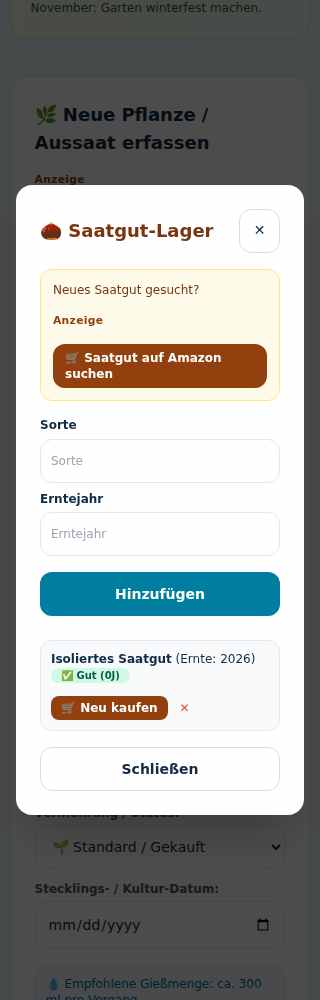 November: Garten winterfest machen.
🌿 Neue Pflanze /
Aussaat erfassen
Anzeige
🌰 Saatgut-Lager
✕
Neues Saatgut gesucht?
Anzeige
🛒 Saatgut auf Amazon
suchen
Sorte
Sorte
Erntejahr
Erntejahr
Hinzufügen
Isoliertes Saatgut (Ernte: 2026)
✅ Gut (0J)
🛒 Neu kaufen ✕
Schließen
Vermehrung / Status:
🌱 Standard / Gekauft
Stecklings- / Kultur-Datum:
mm/dd/yyyy
💧 Empfohlene Gießmenge: ca. 300
ml pro Vorgang